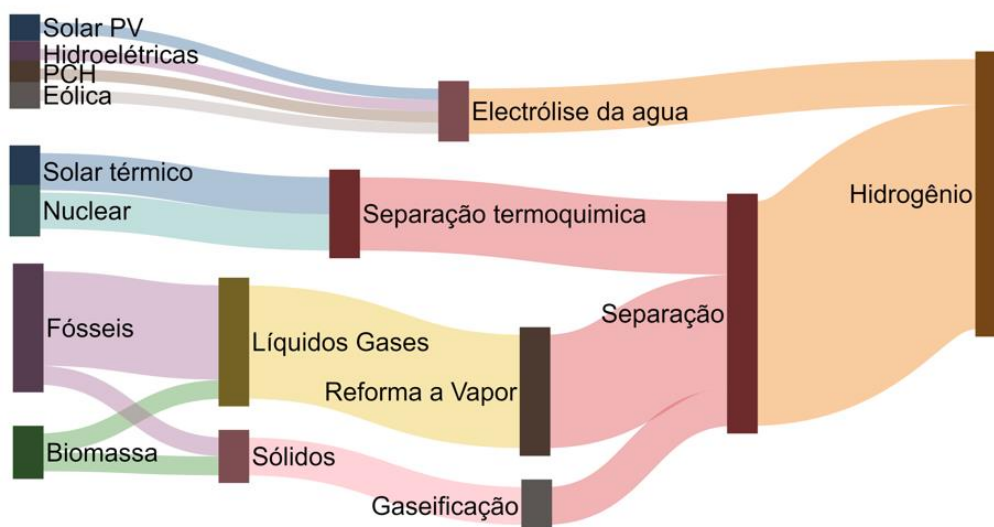 Solar PV
Hidroelétricas
PCH
Eólica
Electrólise da agua
Solar térmico
Nuclear
Separação termoquimica
Hidrogênio
Fósseis
Líquidos Gases
Reforma a Vapor
Separação
Biomassa
Sólidos
Gaseificação